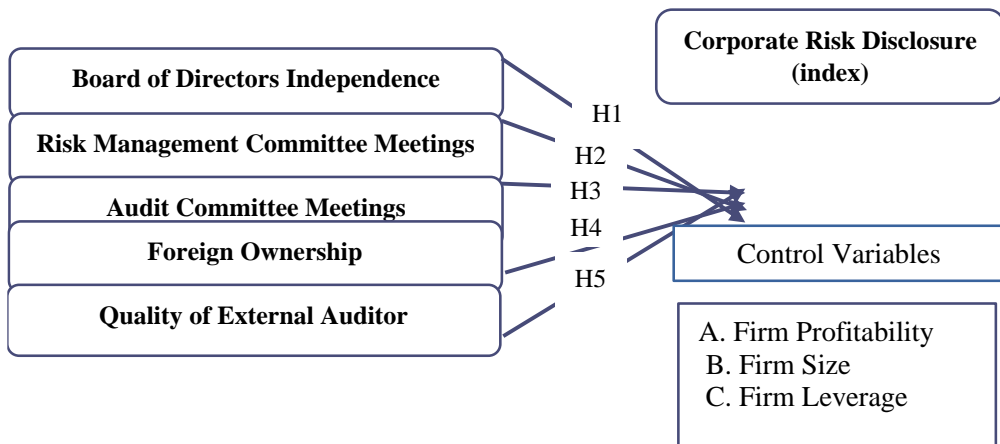 Board of Directors Independence
Risk Management Committee Meetings
Audit Committee Meetings
Foreign Ownership
Quality of External Auditor
H1
H2
H3
H4
H5
Corporate Risk Disclosure
(index)
Control Variables
A. Firm Profitability
B. Firm Size
C. Firm Leverage